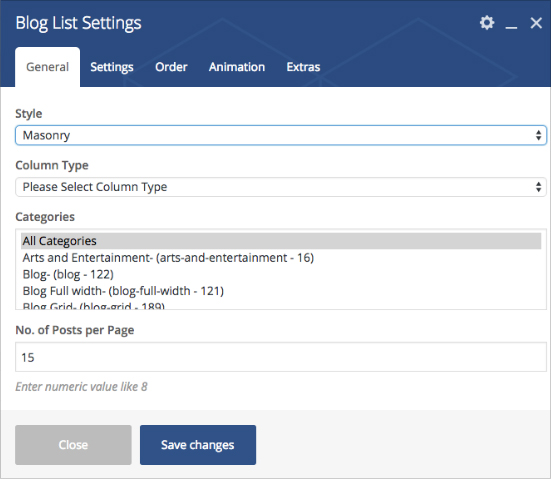 Blog List Settings
General Settings Order Animation Extras
Style
Masonry
Column Type
Please Select Column Type
Categories
All Categories
Arts and Entertainment- (arts-and-entertainment - 16)
Blog- (blog - 122)
Blog Full width- (blog-full-width - 121)
Blog Grid- (blog-grid - 189)
No. of Posts per Page
15
Enter numeric value like 8
Close Save changes